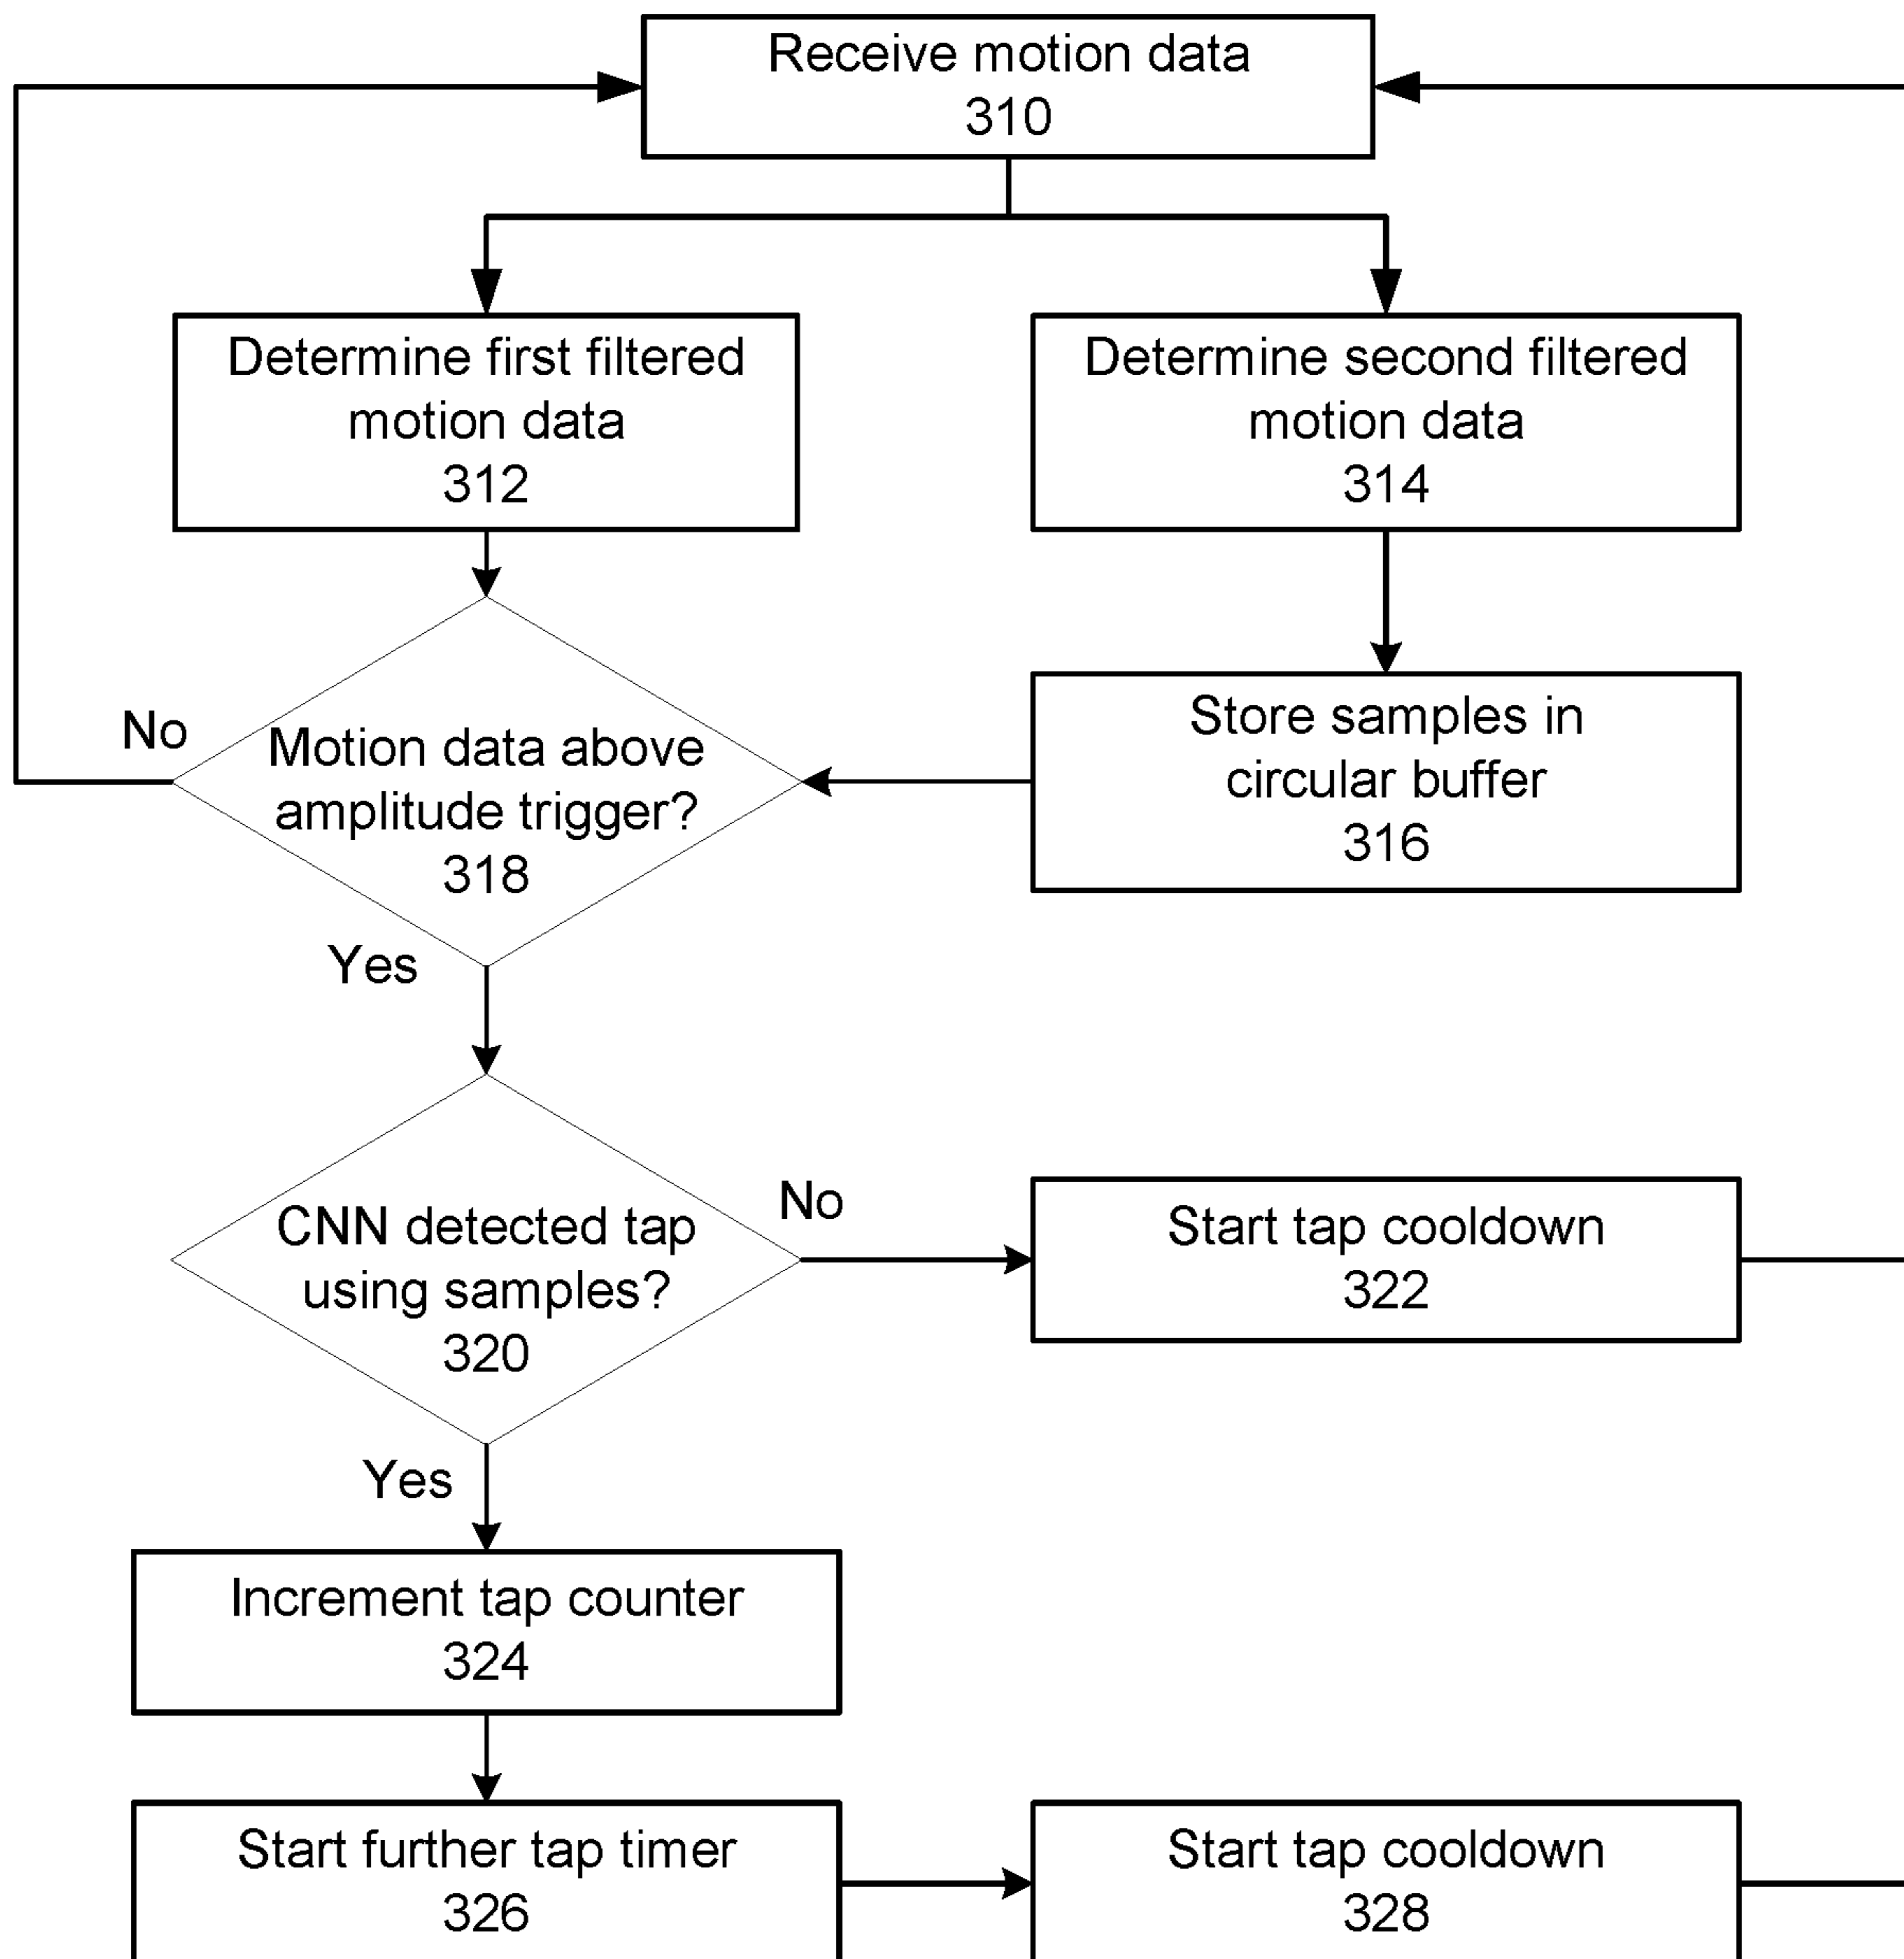 Receive motion data
310
Determine first filtered
motion data
312
Determine second filtered
motion data
314
No
Motion data above
amplitude trigger?
318
Store samples in
circular buffer
316
Yes
CNN detected tap
using samples?
320
No
Start tap cooldown
322
Yes
Increment tap counter
324
Start further tap timer
326
Start tap cooldown
328